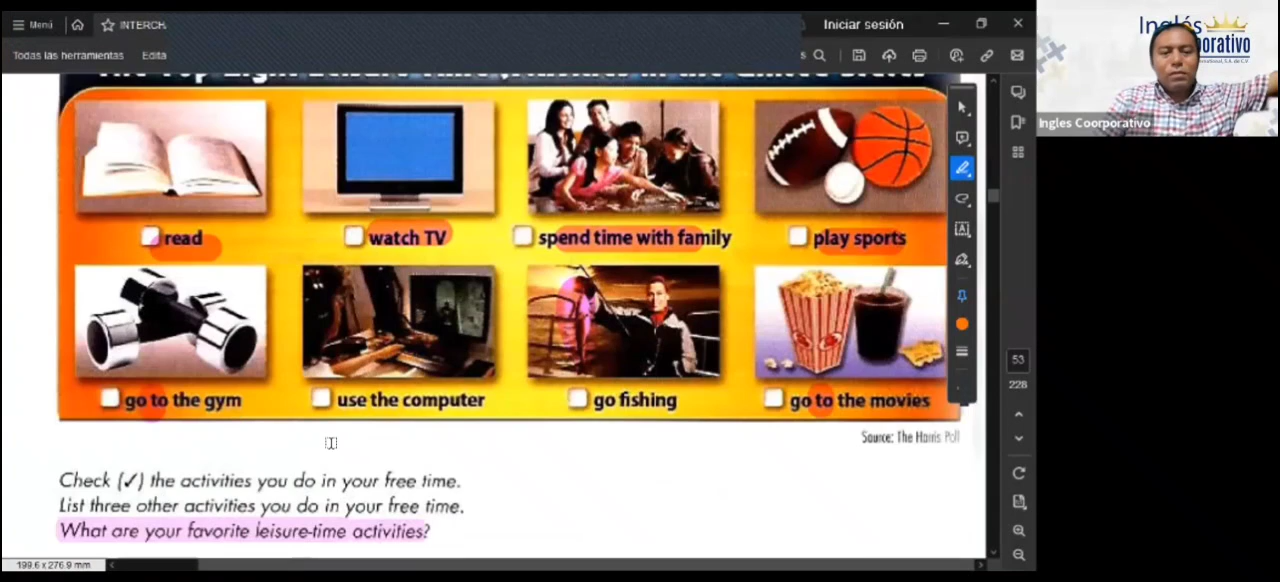 Menú
INTERCH
Iniciar sesión
Todas las herramientas Edita
Inglés
orporativo
Ingles Coorporativo
read
watch TV
spend time with family
play sports
go to the gym
use the computer
go fishing
go to the movies
Source: The Harris Poll
Check (✓) the activities you do in your free time.
List three other activities you do in your free time.
What are your favorite leisure-time activities?
53
228
199.6 x 276.9 mm